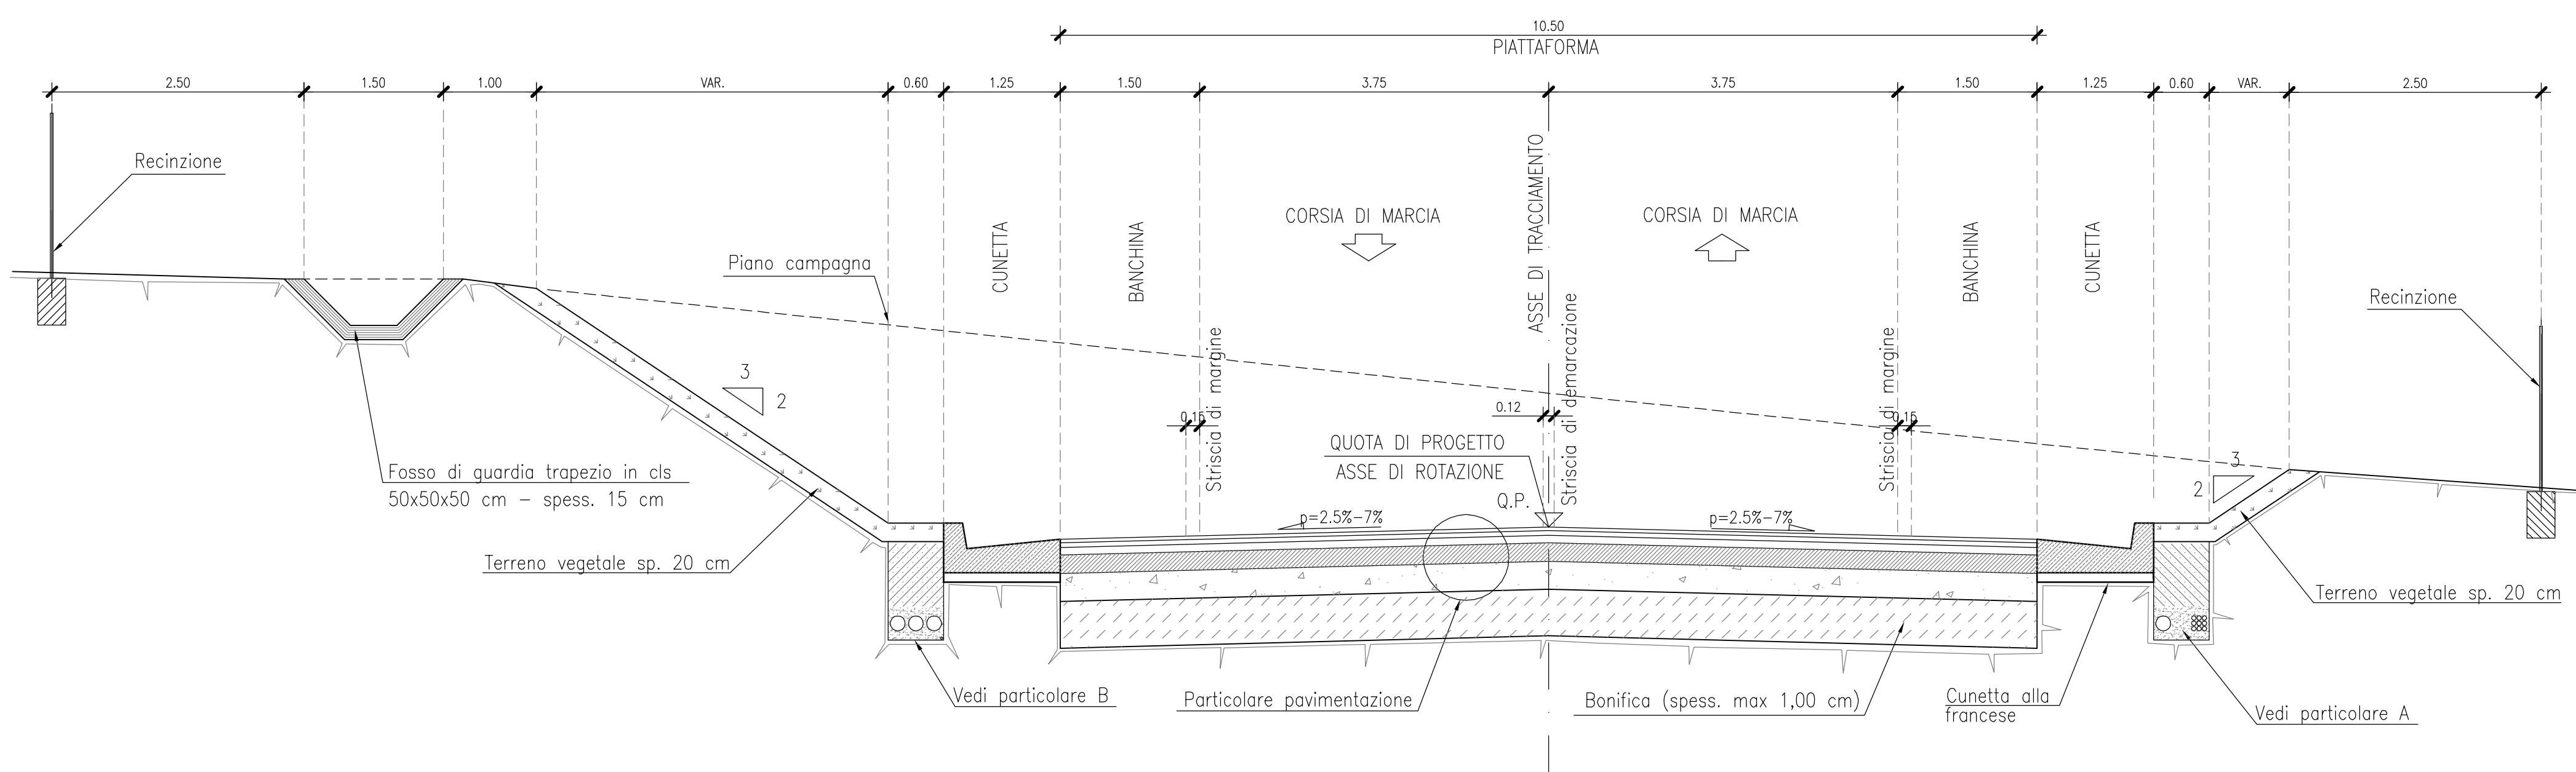 10.50
PIATTAFORMA
2.50 1.50 1.00 VAR. 0.60 1.25 1.50 3.75 3.75 1.50 1.25 0.60 VAR. 2.50
Recinzione
CUNETTA
BANCHINA
CORSIA DI MARCIA
ASSE DI TRACCIAMENTO
CORSIA DI MARCIA
BANCHINA
CUNETTA
Piano campagna
Recinzione
Striscia di margine
Striscia di demarcazione
Striscia di margine
3
2
0.15
0.12
0.15
QUOTA DI PROGETTO
ASSE DI ROTAZIONE
Q.P.
3
2
Fosso di guardia trapezio in cls
50x50x50 cm – spess. 15 cm
p=2.5%-7%
p=2.5%-7%
Terreno vegetale sp. 20 cm
Terreno vegetale sp. 20 cm
Vedi particolare B
Particolare pavimentazione
Bonifica (spess. max 1,00 cm)
Cunetta alla
francese
Vedi particolare A